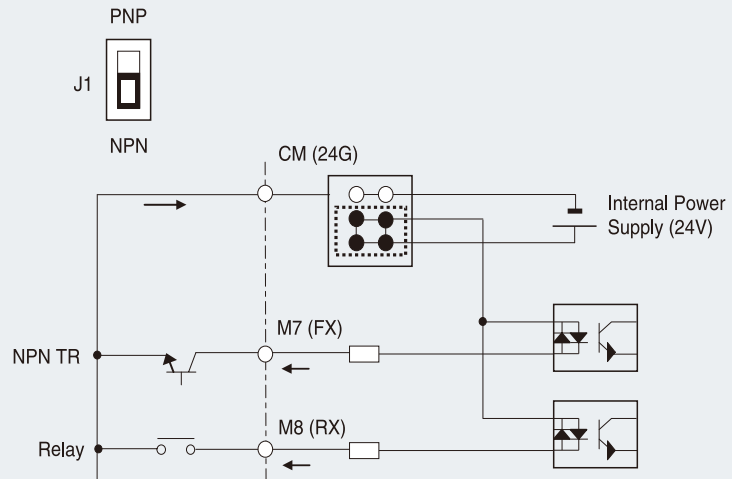 PNP
J1
NPN
CM (24G)
Internal Power
Supply (24V)
M7 (FX)
NPN TR
M8 (RX)
Relay